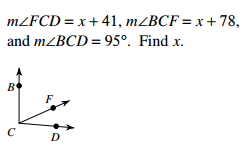 m∠FCD = x + 41, m∠BCF = x + 78,
and m∠BCD = 95°.  Find x.
B
F
C
D